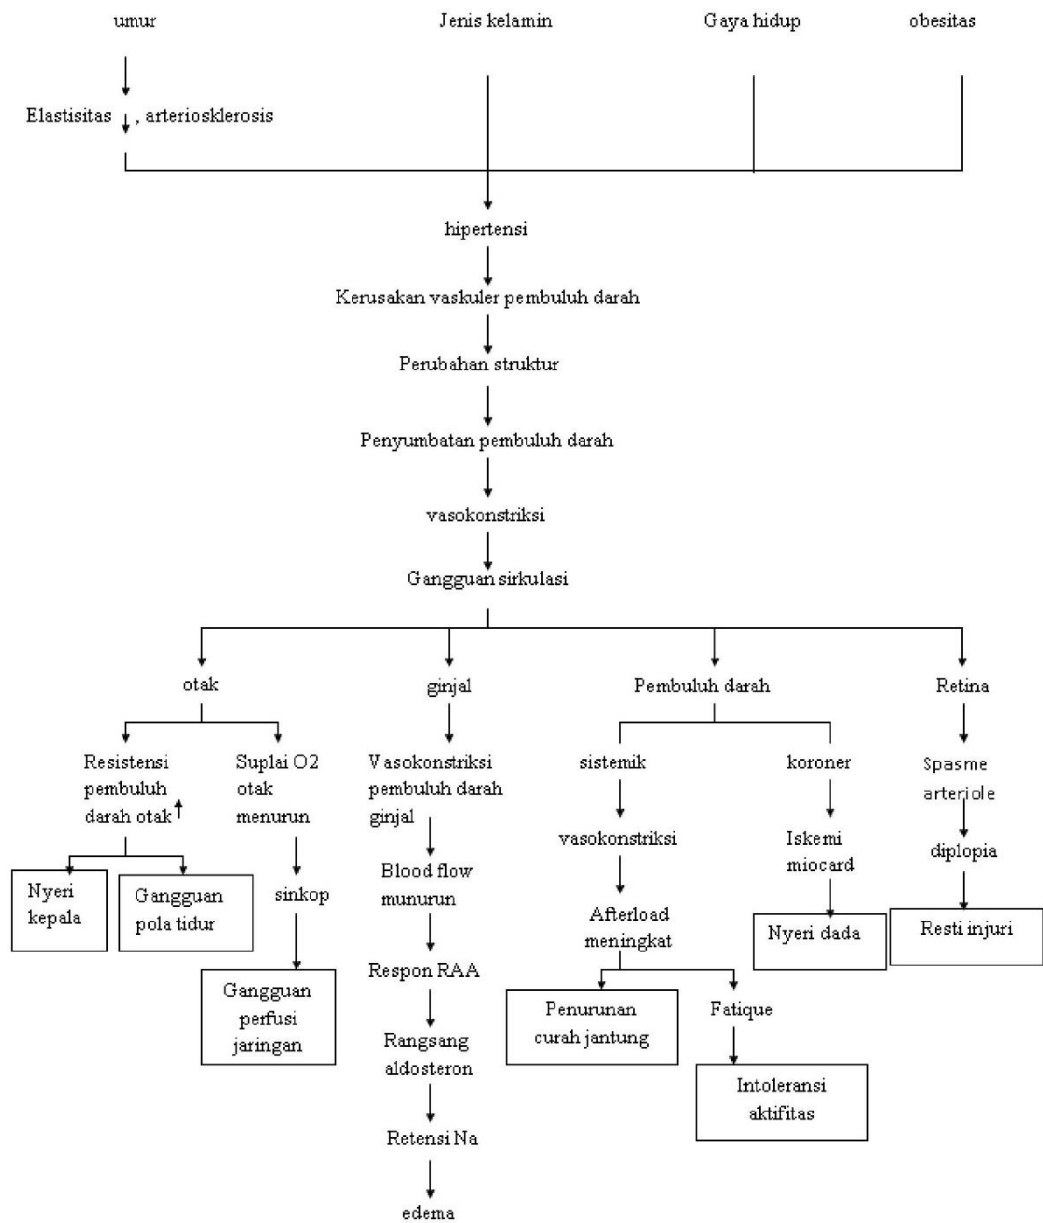 umur
Jenis kelamin
Gaya hidup
obesitas
Elastisitas ↓, arteriosklerosis
hipertensi
Kerusakan vaskuler pembuluh darah
Perubahan struktur
Penyumbatan pembuluh darah
vasokonstriksi
Gangguan sirkulasi
otak
ginjal
Pembuluh darah
Retina
Resistensi
pembuluh
darah otak↑
Suplai O2
otak
menurun
Vasokonstriksi
pembuluh darah
ginjal
sistemik
koroner
Spasme
arteriole
vasokonstriksi
Iskemi
miocard
diplopia
Nyeri
kepala
Gangguan
pola tidur
sinkop
Blood flow
munurun
Afterload
meningkat
Nyeri dada
Resti injuri
Gangguan
perfusi
jaringan
Respon RAA
Penurunan
curah jantung
Fatique
Rangsang
aldosteron
Intoleransi
aktifitas
Retensi Na
edema